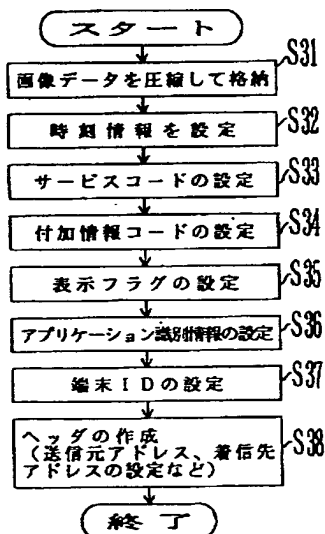 スタート
S31
画像データを圧縮して格納
S32
時刻情報を設定
S33
サービスコードの設定
S34
付加情報コードの設定
S35
表示フラグの設定
S36
アプリケーション識別情報の設定
S37
端末IDの設定
S38
ヘッダの作成
(送信元アドレス、着信先
アドレスの設定など)
終了